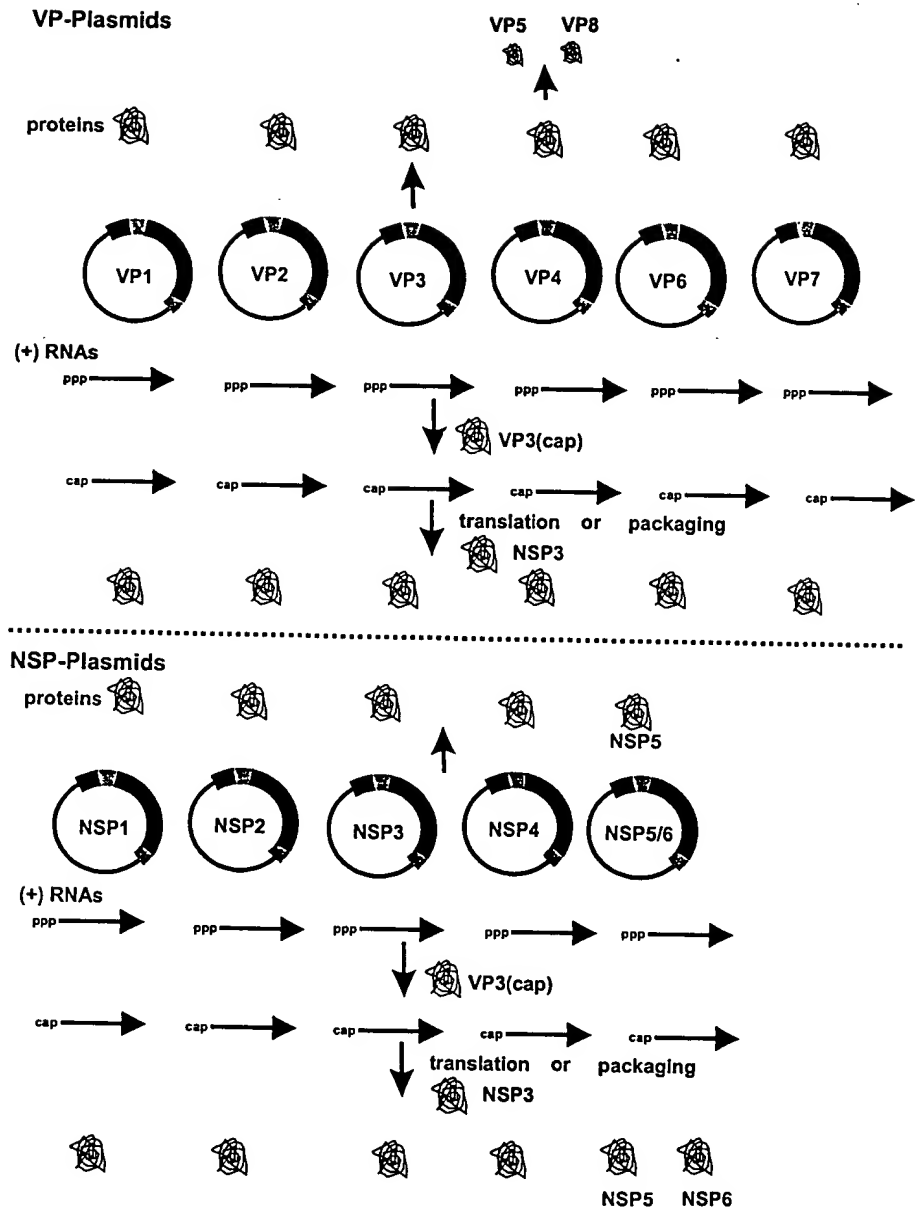 VP-Plasmids
VP5 VP8
proteins
VP1 VP2 VP3 VP4 VP6 VP7
(+) RNAs
ppp ppp ppp ppp ppp ppp
VP3(cap)
cap cap cap cap cap cap
translation or packaging
NSP3
NSP-Plasmids
proteins
NSP5
NSP1 NSP2 NSP3 NSP4 NSP5/6
(+) RNAs
ppp ppp ppp ppp ppp
VP3(cap)
cap cap cap cap cap
translation or packaging
NSP3
NSP5 NSP6